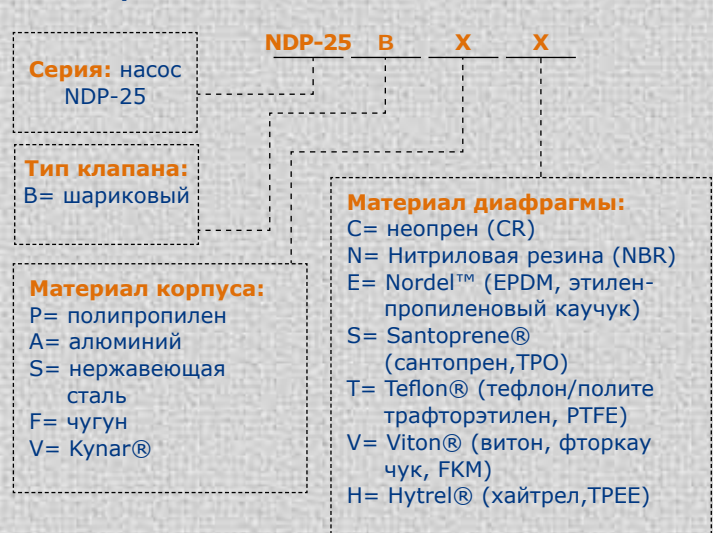 NDP-25 B X X
Серия: насос
NDP-25
Тип клапана:
B= шариковый
Материал корпуса:
P= полипропилен
A= алюминий
S= нержавеющая
сталь
F= чугун
V= Kynar®
Материал диафрагмы:
C= неопрен (CR)
N= Нитриловая резина (NBR)
E= Nordel™ (EPDM, этилен-
пропиленовый каучук)
S= Santoprene®
(сантопрен,TPO)
T= Teflon® (тефлон/полите
трафторэтилен, PTFE)
V= Viton® (витон, фторкау
чук, FKM)
H= Hytrel® (хайтрел,TPEE)